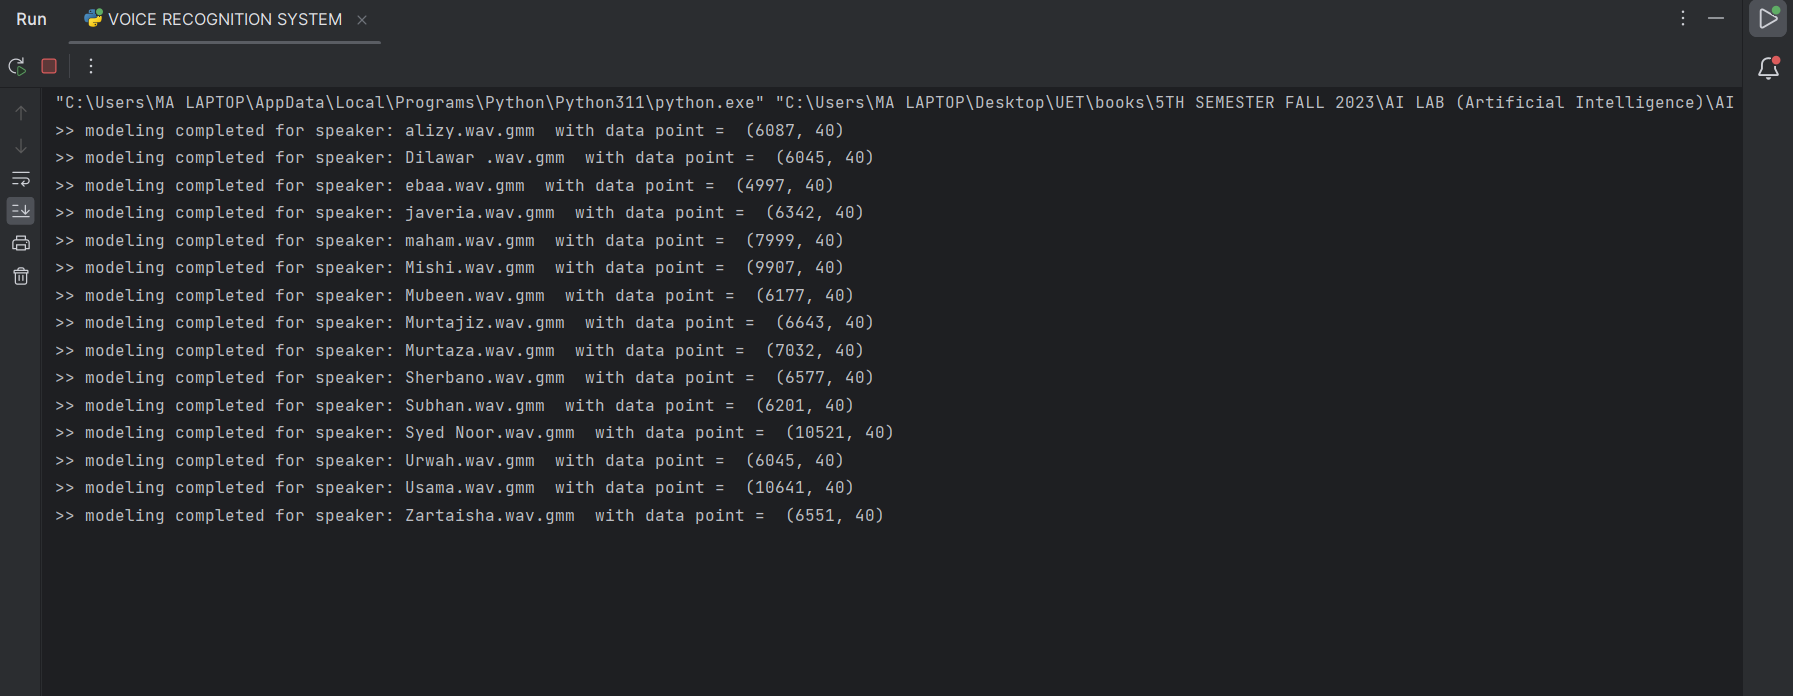 Run VOICE RECOGNITION SYSTEM
"C:\Users\MA LAPTOP\AppData\Local\Programs\Python\Python311\python.exe" "C:\Users\MA LAPTOP\Desktop\UET\books\5TH SEMESTER FALL 2023\AI LAB (Artificial Intelligence)\AI
>> modeling completed for speaker: alizy.wav.gmm  with data point =  (6087, 40)
>> modeling completed for speaker: Dilawar .wav.gmm  with data point =  (6045, 40)
>> modeling completed for speaker: ebaa.wav.gmm  with data point =  (4997, 40)
>> modeling completed for speaker: javeria.wav.gmm  with data point =  (6342, 40)
>> modeling completed for speaker: maham.wav.gmm  with data point =  (7999, 40)
>> modeling completed for speaker: Mishi.wav.gmm  with data point =  (9907, 40)
>> modeling completed for speaker: Mubeen.wav.gmm  with data point =  (6177, 40)
>> modeling completed for speaker: Murtajiz.wav.gmm  with data point =  (6643, 40)
>> modeling completed for speaker: Murtaza.wav.gmm  with data point =  (7032, 40)
>> modeling completed for speaker: Sherbano.wav.gmm  with data point =  (6577, 40)
>> modeling completed for speaker: Subhan.wav.gmm  with data point =  (6201, 40)
>> modeling completed for speaker: Syed Noor.wav.gmm  with data point =  (10521, 40)
>> modeling completed for speaker: Urwah.wav.gmm  with data point =  (6045, 40)
>> modeling completed for speaker: Usama.wav.gmm  with data point =  (10641, 40)
>> modeling completed for speaker: Zartaisha.wav.gmm  with data point =  (6551, 40)